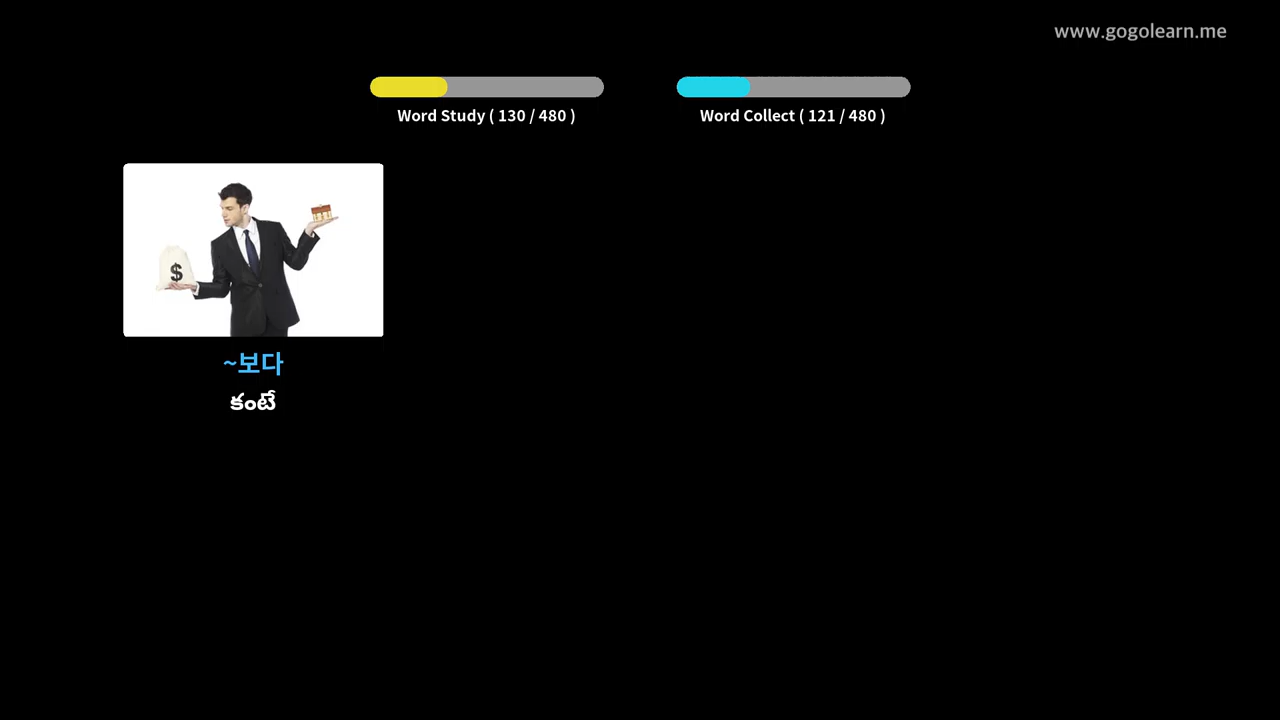 www.gogolearn.me
Word Study ( 130 / 480 )
Word Collect ( 121 / 480 )
$
~보다
కంటే